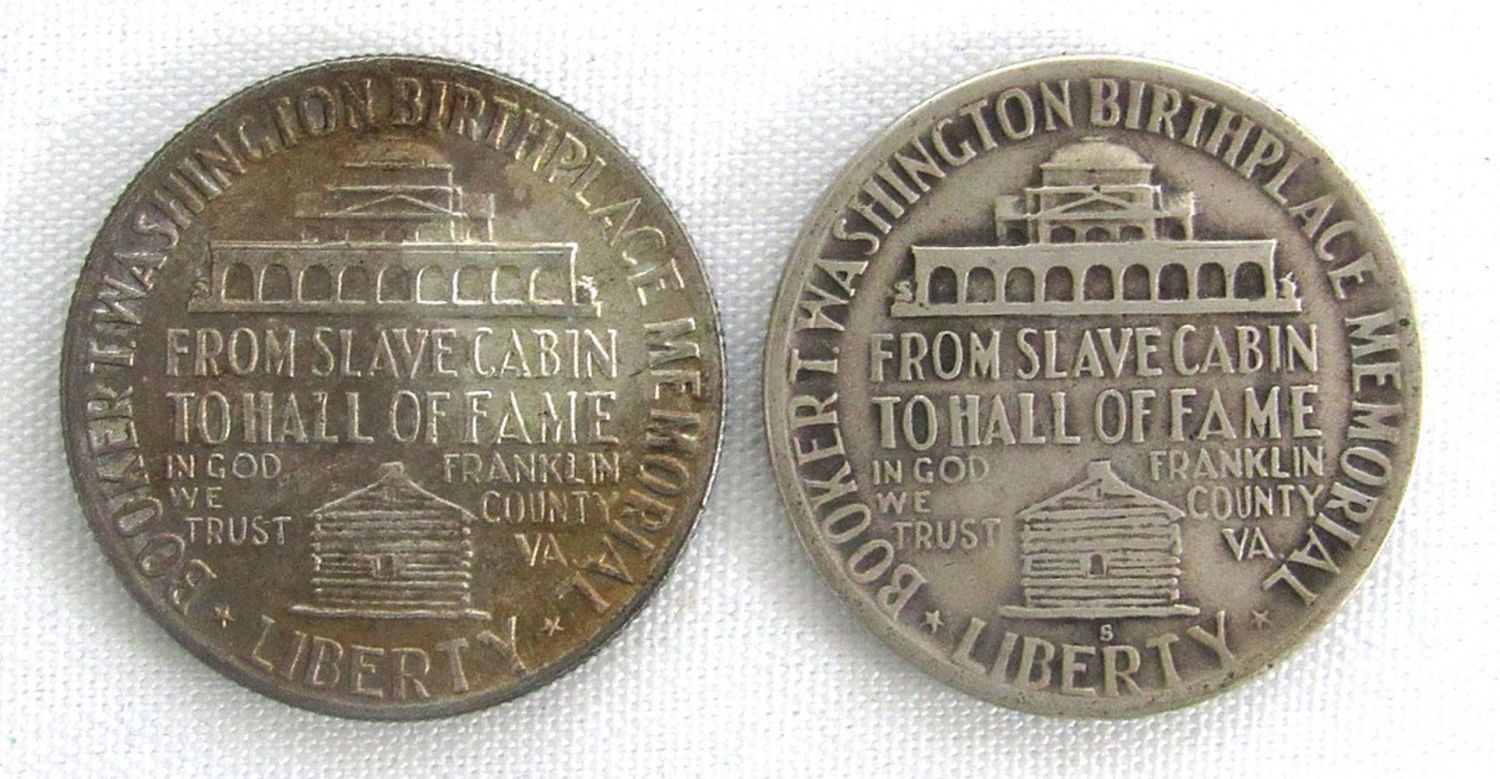 BOOKER T. WASHINGTON BIRTHPLACE MEMORIAL
FROM SLAVE CABIN
TO HALL OF FAME
IN GOD
WE
TRUST
FRANKLIN
COUNTY
VA.
* LIBERTY *
BOOKER T. WASHINGTON BIRTHPLACE MEMORIAL
FROM SLAVE CABIN
TO HALL OF FAME
IN GOD
WE
TRUST
FRANKLIN
COUNTY
VA.
S
* LIBERTY *